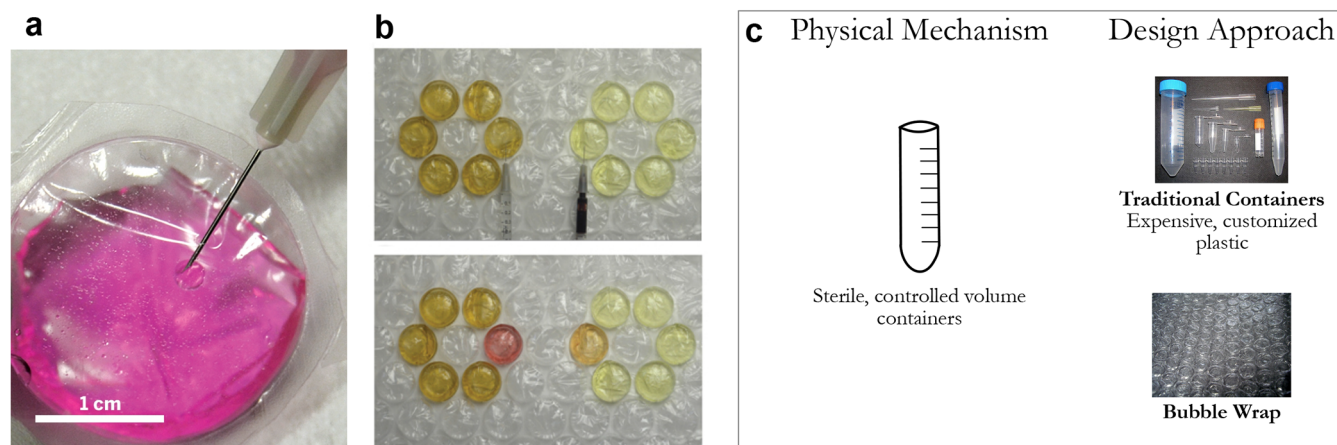 a
1 cm
b
c
Physical Mechanism
Design Approach
Sterile, controlled volume
containers
Traditional Containers
Expensive, customized
plastic
Bubble Wrap